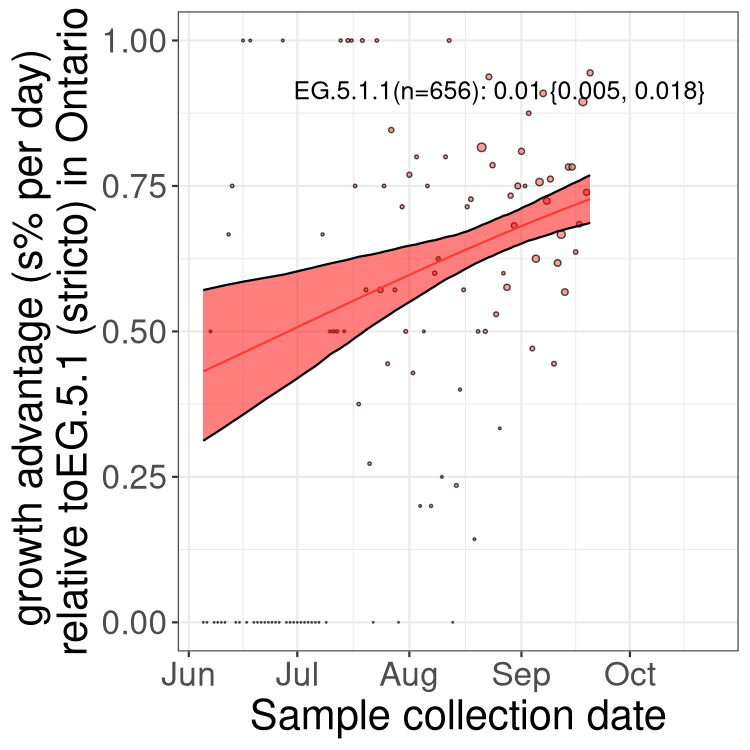 growth advantage (s% per day)
relative toEG.5.1 (stricto) in Ontario
1.00
0.75
0.50
0.25
0.00
EG.5.1.1(n=656): 0.01 {0.005, 0.018}
Jun Jul Aug Sep Oct
Sample collection date